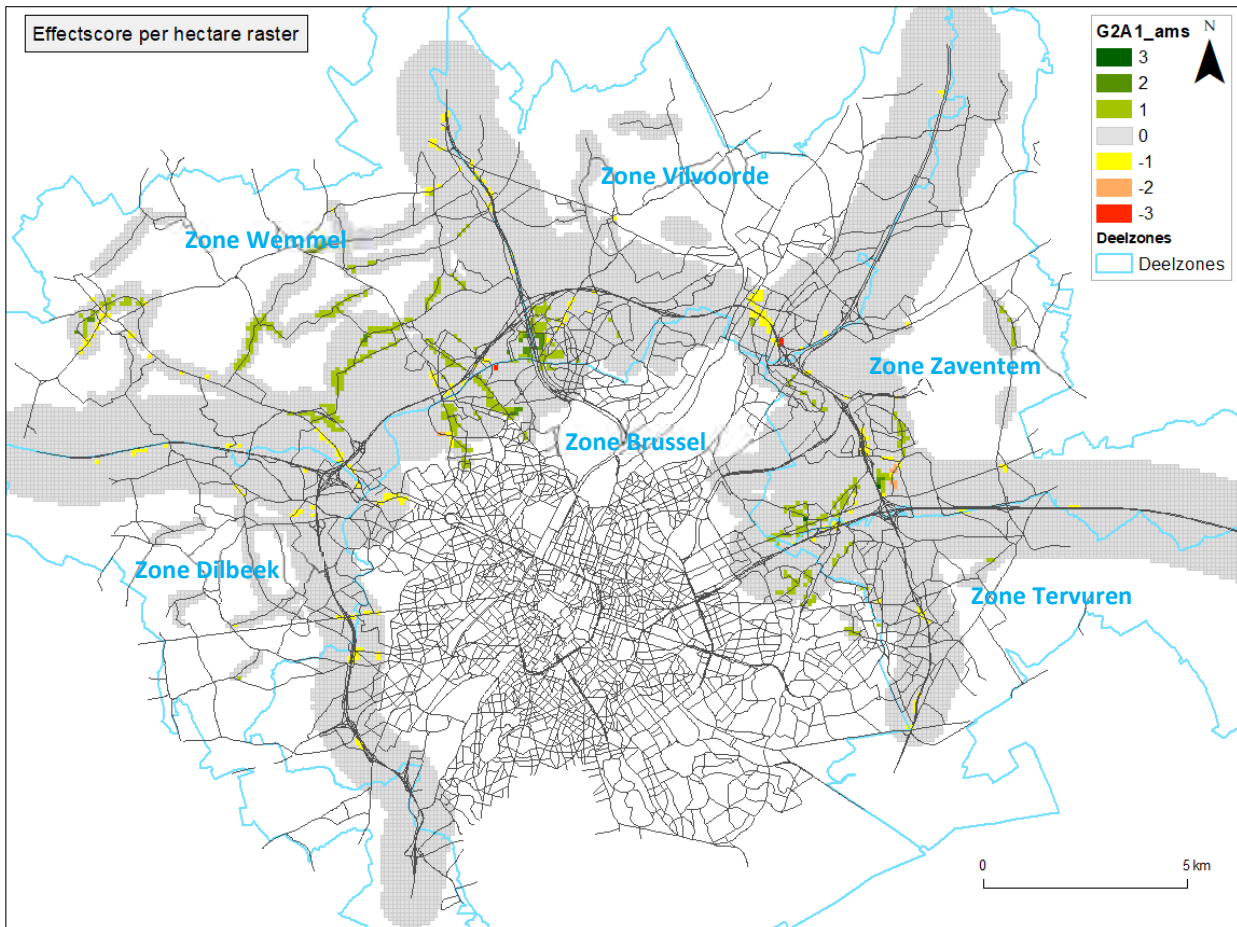 Effectscore per hectare raster
G2A1_ams
N
3
2
1
0
-1
-2
-3
Deelzones
Deelzones
Zone Vilvoorde
Zone Wemmel
Zone Zaventem
Zone Brussel
Zone Dilbeek
Zone Tervuren
0 5 km